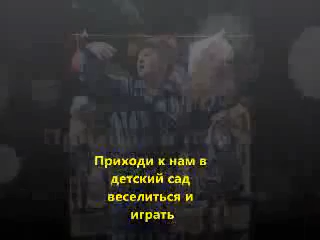 Приходи к нам в
детский сад
веселиться и
играть